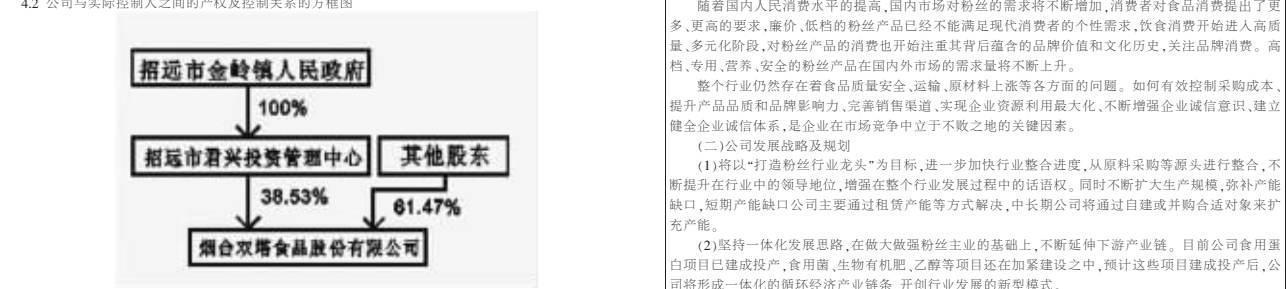 4.2 公司与实际控制人之间的产权及控制关系的方框图
招远市金岭镇人民政府
100%
招远市君兴投资管理中心
其他股东
38.53%
61.47%
烟台双塔食品股份有限公司
随着国内人民消费水平的提高,国内市场对粉丝的需求将不断增加,消费者对食品消费提出了更
多、更高的要求,廉价、低档的粉丝产品已经不能满足现代消费者的个性需求,饮食消费开始进入高质
量、多元化阶段,对粉丝产品的消费也开始注重其背后蕴含的品牌价值和文化历史,关注品牌消费。高
档、专用、营养、安全的粉丝产品在国内外市场的需求量将不断上升。
整个行业仍然存在着食品质量安全、运输、原材料上涨等各方面的问题。如何有效控制采购成本、
提升产品品质和品牌影响力、完善销售渠道、实现企业资源利用最大化、不断增强企业诚信意识、建立
健全企业诚信体系,是企业在市场竞争中立于不败之地的关键因素。
(二)公司发展战略及规划
(1)将以“打造粉丝行业龙头”为目标,进一步加快行业整合进度,从原料采购等源头进行整合,不
断提升在行业中的领导地位,增强在整个行业发展过程中的话语权。同时不断扩大生产规模,弥补产能
缺口,短期产能缺口公司主要通过租赁产能等方式解决,中长期公司将通过自建或并购合适对象来扩
充产能。
(2)坚持一体化发展思路,在做大做强粉丝主业的基础上,不断延伸下游产业链。目前公司食用蛋
白项目已建成投产,食用菌、生物有机肥、乙醇等项目还在加紧建设之中,预计这些项目建成投产后,公
司将形成一体化的循环经济产业链条,开创行业发展的新型模式。